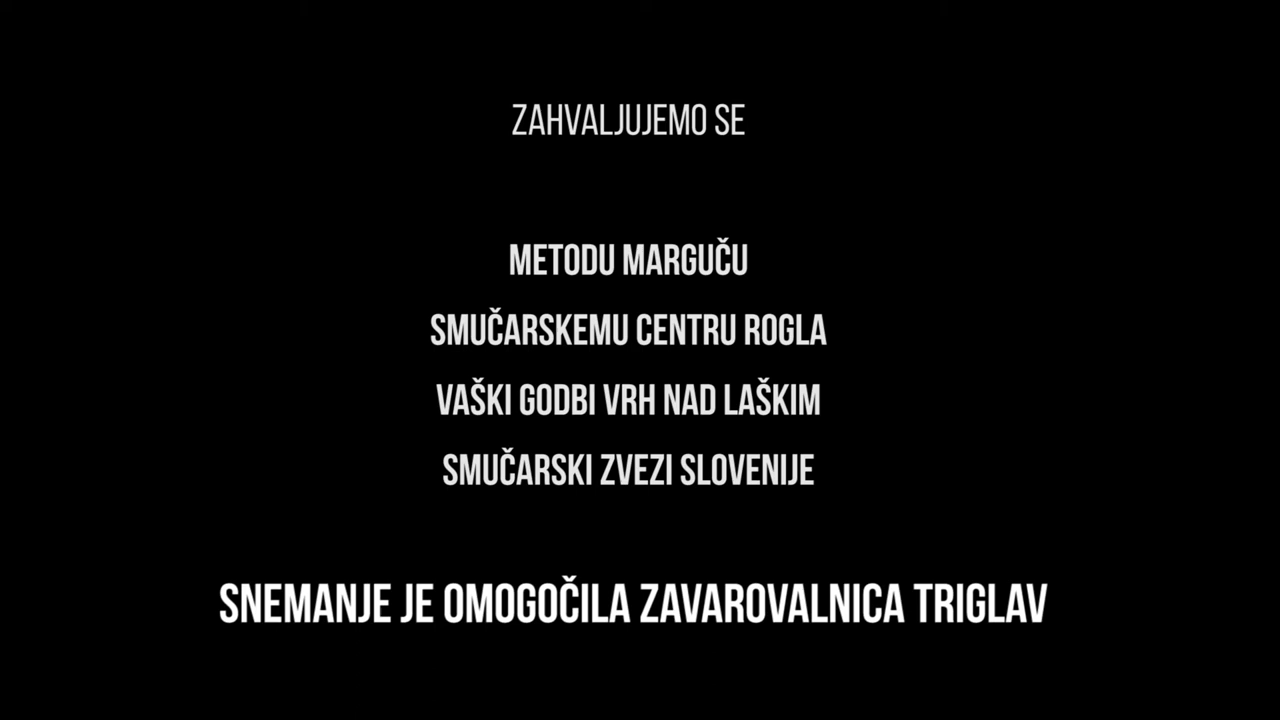 ZAHVALJUJEMO SE
METODU MARGUČU
SMUČARSKEMU CENTRU ROGLA
VAŠKI GODBI VRH NAD LAŠKIM
SMUČARSKI ZVEZI SLOVENIJE
SNEMANJE JE OMOGOČILA ZAVAROVALNICA TRIGLAV